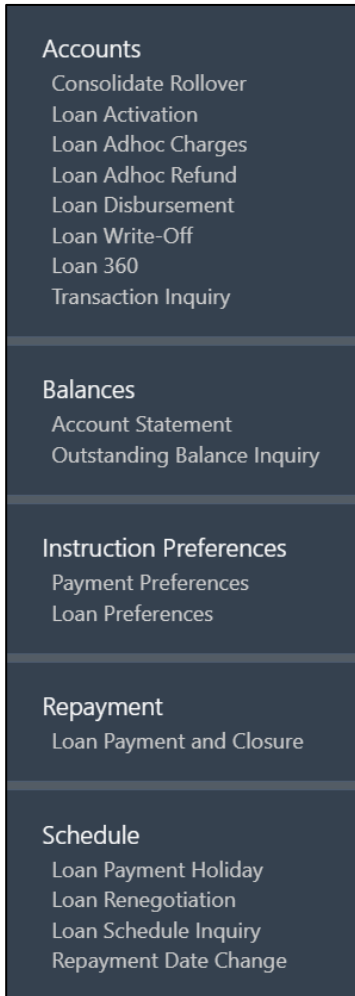 Accounts
Consolidate Rollover
Loan Activation
Loan Adhoc Charges
Loan Adhoc Refund
Loan Disbursement
Loan Write-Off
Loan 360
Transaction Inquiry
Balances
Account Statement
Outstanding Balance Inquiry
Instruction Preferences
Payment Preferences
Loan Preferences
Repayment
Loan Payment and Closure
Schedule
Loan Payment Holiday
Loan Renegotiation
Loan Schedule Inquiry
Repayment Date Change